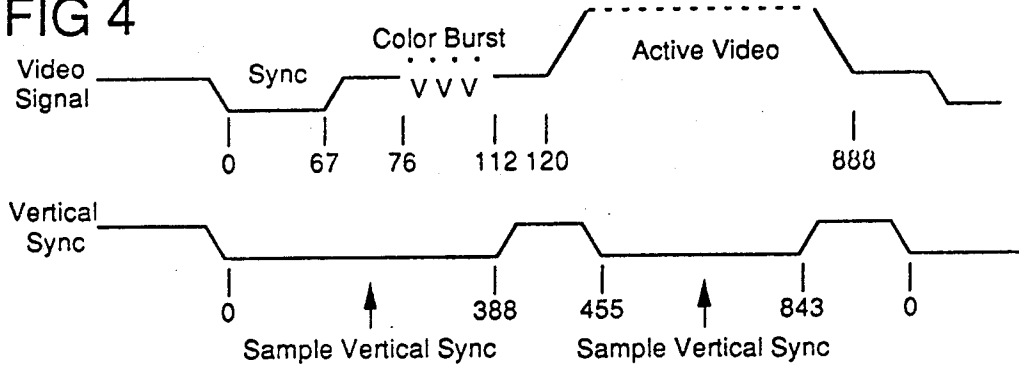 FIG 4
Color Burst
Video
Signal
Sync
V V V
Active Video
0 67 76 112 120 888
Vertical
Sync
0 388 455 843 0
Sample Vertical Sync Sample Vertical Sync